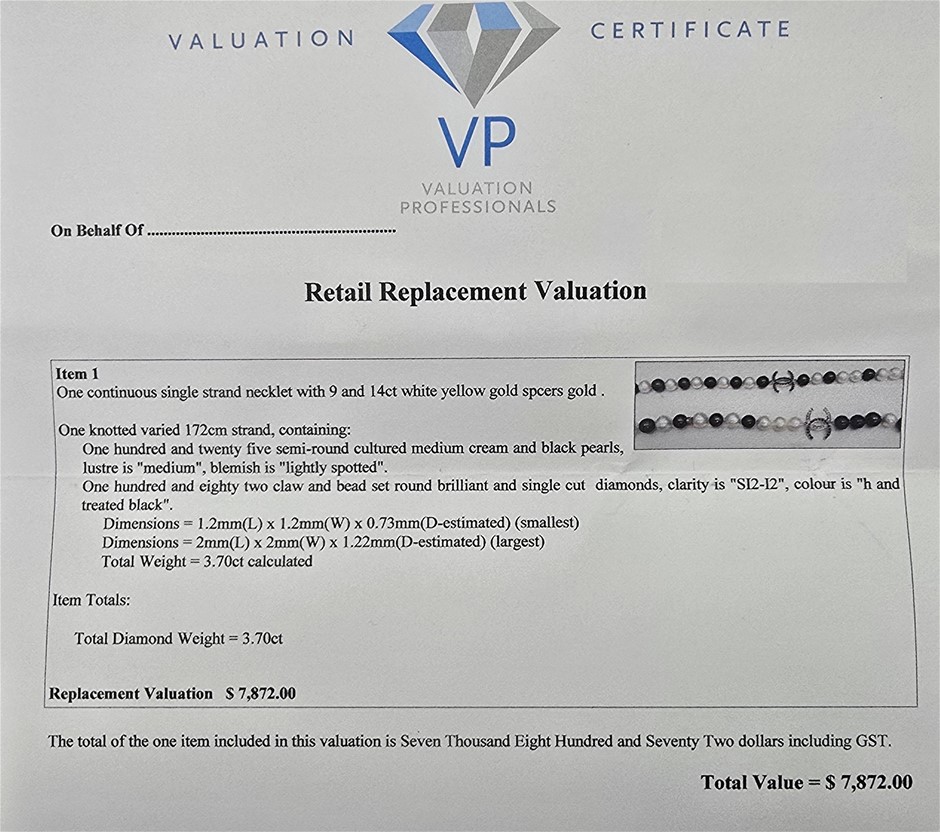 VALUATION CERTIFICATE
VP
VALUATION
PROFESSIONALS
On Behalf Of ..............................................................
Retail Replacement Valuation
Item 1
One continuous single strand necklet with 9 and 14ct white yellow gold spcers gold .
One knotted varied 172cm strand, containing:
One hundred and twenty five semi-round cultured medium cream and black pearls,
lustre is "medium", blemish is "lightly spotted".
One hundred and eighty two claw and bead set round brilliant and single cut diamonds, clarity is "SI2-I2", colour is "h and
treated black".
Dimensions = 1.2mm(L) x 1.2mm(W) x 0.73mm(D-estimated) (smallest)
Dimensions = 2mm(L) x 2mm(W) x 1.22mm(D-estimated) (largest)
Total Weight = 3.70ct calculated
Item Totals:
Total Diamond Weight = 3.70ct
Replacement Valuation $ 7,872.00
The total of the one item included in this valuation is Seven Thousand Eight Hundred and Seventy Two dollars including GST.
Total Value = $ 7,872.00